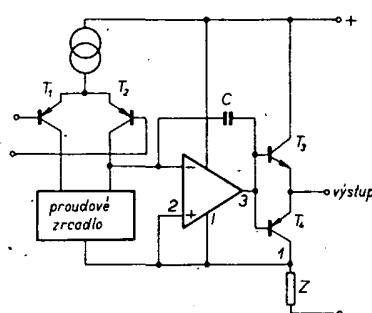 +
T1
T2
C
T3
−
3
výstup
2
+
1
T4
proudové
zrcadlo
1
Z